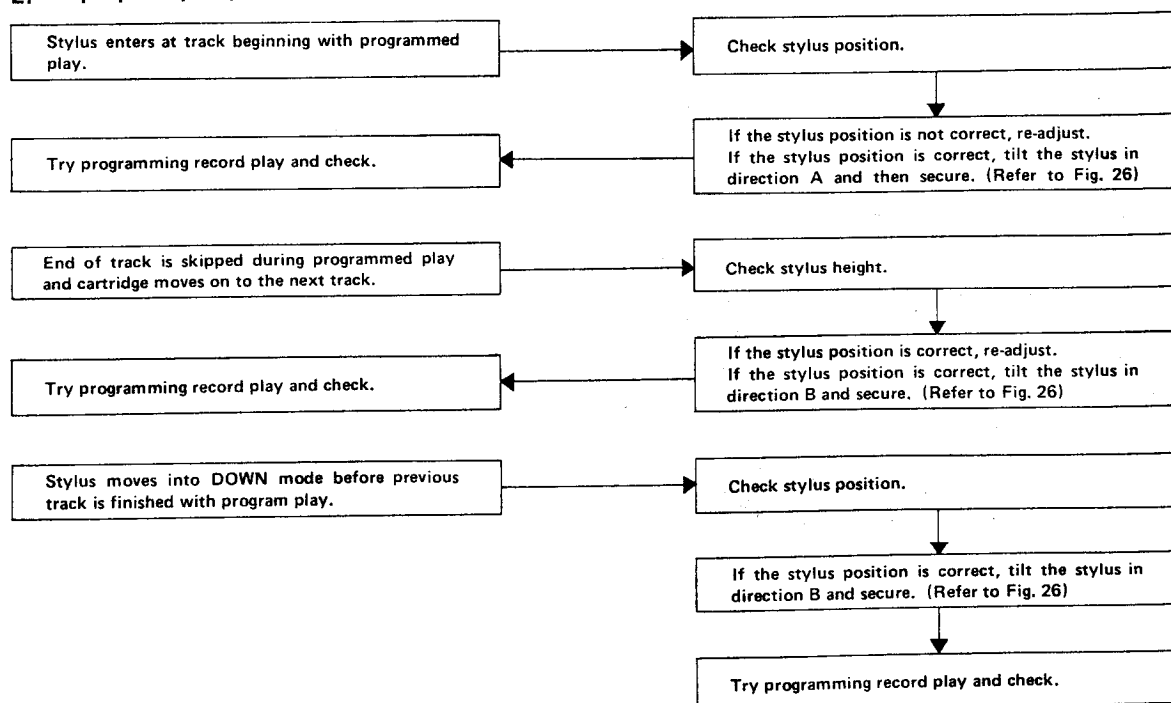 Stylus enters at track beginning with programmed
play.
Check stylus position.
If the stylus position is not correct, re-adjust.
If the stylus position is correct, tilt the stylus in
direction A and then secure. (Refer to Fig. 26)
Try programming record play and check.
End of track is skipped during programmed play
and cartridge moves on to the next track.
Check stylus height.
If the stylus position is correct, re-adjust.
If the stylus position is correct, tilt the stylus in
direction B and secure. (Refer to Fig. 26)
Try programming record play and check.
Stylus moves into DOWN mode before previous
track is finished with program play.
Check stylus position.
If the stylus position is correct, tilt the stylus in
direction B and secure. (Refer to Fig. 26)
Try programming record play and check.